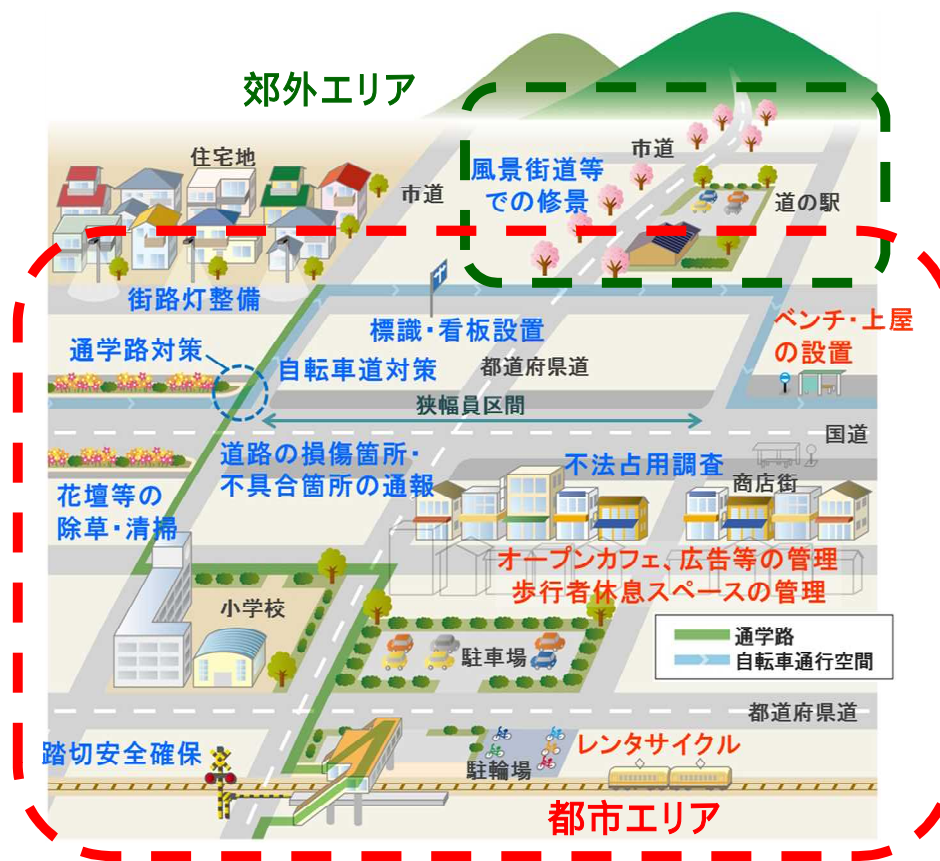 郊外エリア
住宅地
市道
市道
風景街道等
での修景
道の駅
街路灯整備
標識・看板設置
ベンチ・上屋
の設置
通学路対策
自転車道対策
都道府県道
狭幅員区間
国道
道路の損傷箇所・
不具合箇所の通報
不法占用調査
商店街
花壇等の
除草・清掃
オープンカフェ、広告等の管理
歩行者休息スペースの管理
小学校
通学路
自転車通行空間
駐車場
都道府県道
踏切安全確保
駐輪場
レンタサイクル
都市エリア